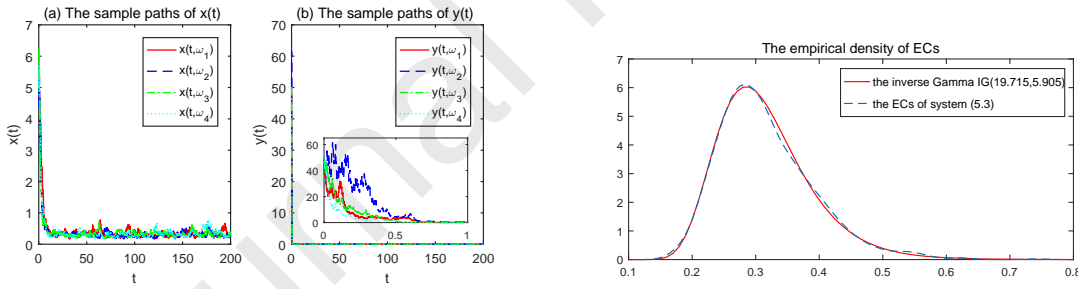 (a) The sample paths of x(t)
7
6
5
4
3
2
1
0
x(t)
x(t,ω1)
x(t,ω2)
x(t,ω3)
x(t,ω4)
0 50 100 150 200
t
(b) The sample paths of y(t)
70
60
50
40
30
20
10
0
y(t)
y(t,ω1)
y(t,ω2)
y(t,ω3)
y(t,ω4)
60
40
20
0
0 0.5 1
0 50 100 150 200
t
The empirical density of ECs
7
6
5
4
3
2
1
0
the inverse Gamma IG(19.715,5.905)
the ECs of system (5.3)
0.1 0.2 0.3 0.4 0.5 0.6 0.7 0.8